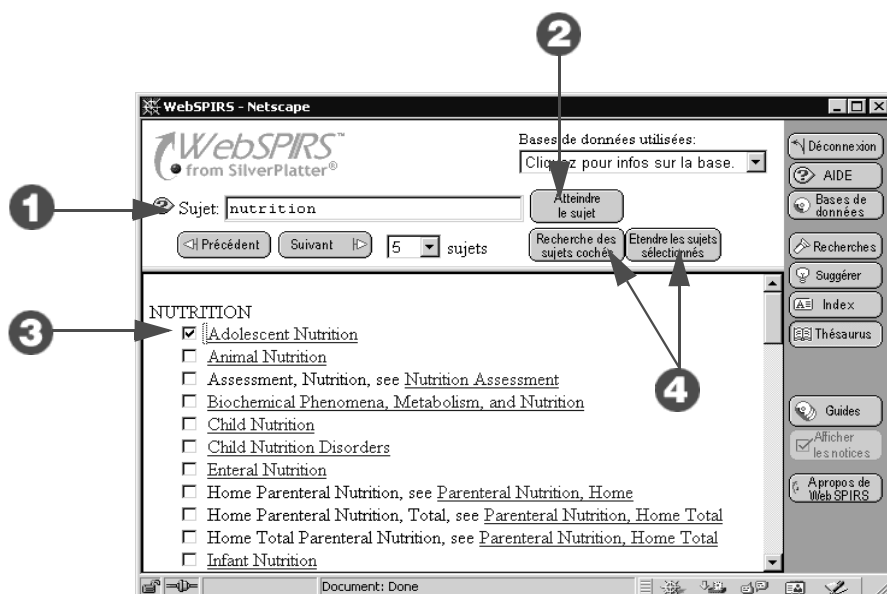 2
WebSPIRS - Netscape
WebSPIRS™
from SilverPlatter®
Bases de données utilisées:
Cliquez pour infos sur la base.
1
Sujet: nutrition
Atteindre
le sujet
Précédent
Suivant
5
sujets
Recherche des
sujets cochés
Etendre les sujets
sélectionnés
Déconnexion
AIDE
Bases de
données
Recherches
Suggérer
Index
Thésaurus
Guides
Afficher
les notices
A propos de
WebSPIRS
NUTRITION
3
Adolescent Nutrition
Animal Nutrition
Assessment, Nutrition, see Nutrition Assessment
4
Biochemical Phenomena, Metabolism, and Nutrition
Child Nutrition
Child Nutrition Disorders
Enteral Nutrition
Home Parenteral Nutrition, see Parenteral Nutrition, Home
Home Parenteral Nutrition, Total, see Parenteral Nutrition, Home Total
Home Total Parenteral Nutrition, see Parenteral Nutrition, Home Total
Infant Nutrition
Document: Done